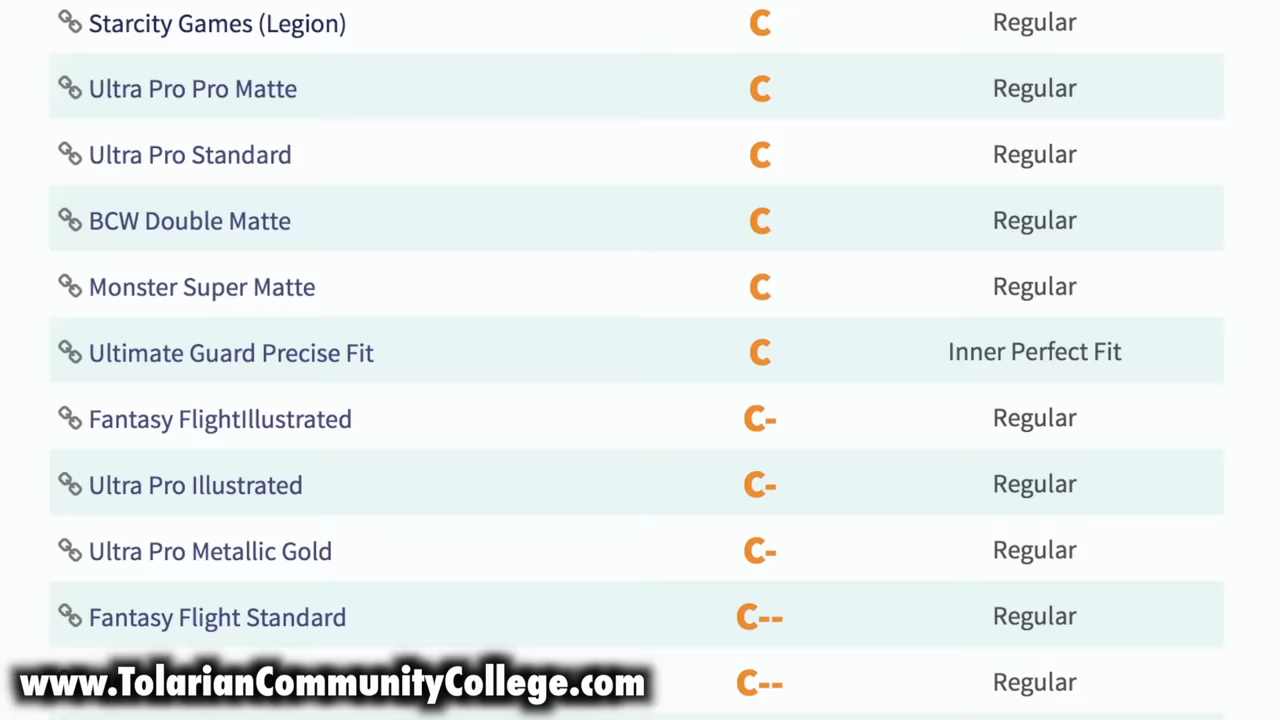 Starcity Games (Legion) C Regular
Ultra Pro Pro Matte C Regular
Ultra Pro Standard C Regular
BCW Double Matte C Regular
Monster Super Matte C Regular
Ultimate Guard Precise Fit C Inner Perfect Fit
Fantasy FlightIllustrated C- Regular
Ultra Pro Illustrated C- Regular
Ultra Pro Metallic Gold C- Regular
Fantasy Flight Standard C-- Regular
www.TolarianCommunityCollege.com C-- Regular